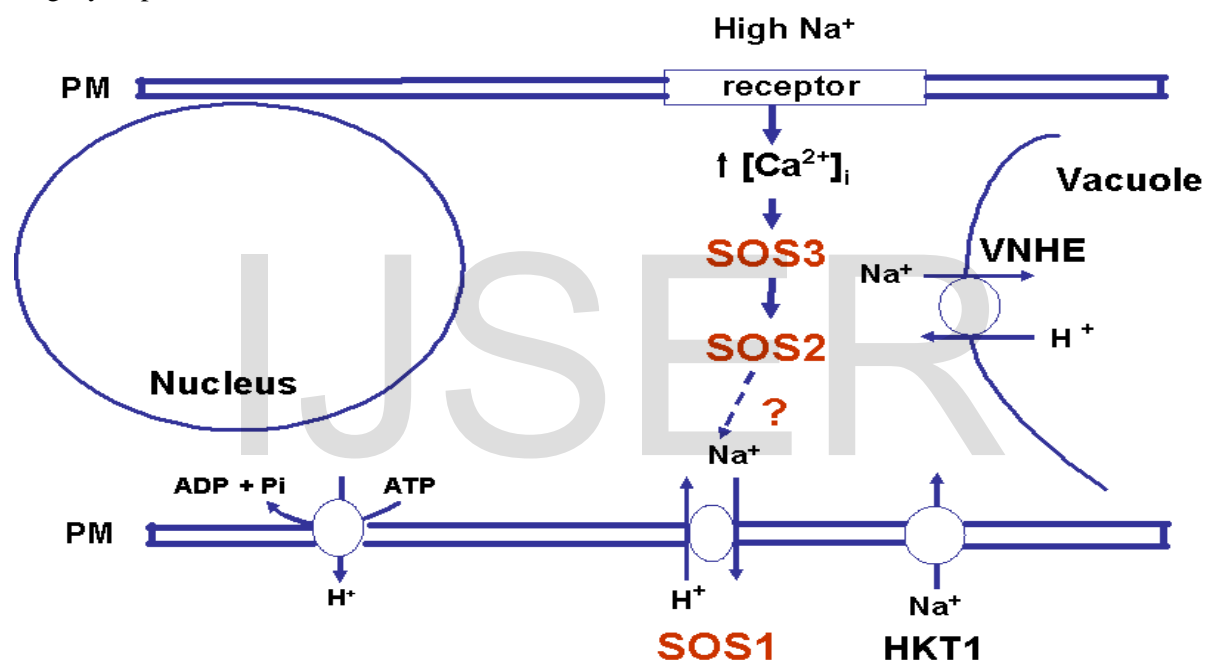 High Na⁺
PM
receptor
↑ [Ca²⁺]ᵢ
Vacuole
SOS3
VNHE
Na⁺
SOS2
H⁺
Nucleus
?
Na⁺
ADP + Pi
ATP
PM
H⁺
H⁺
Na⁺
SOS1
HKT1
IJSER